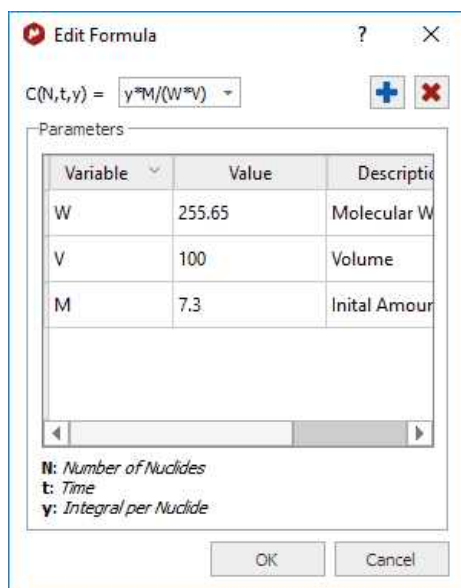 Edit Formula ?
C(N,t,y) = y*M/(W*V)
Parameters
Variable Value Descriptic
W 255.65 Molecular W
V 100 Volume
M 7.3 Inital Amour
N: Number of Nuclides
t: Time
y: Integral per Nuclide
OK Cancel